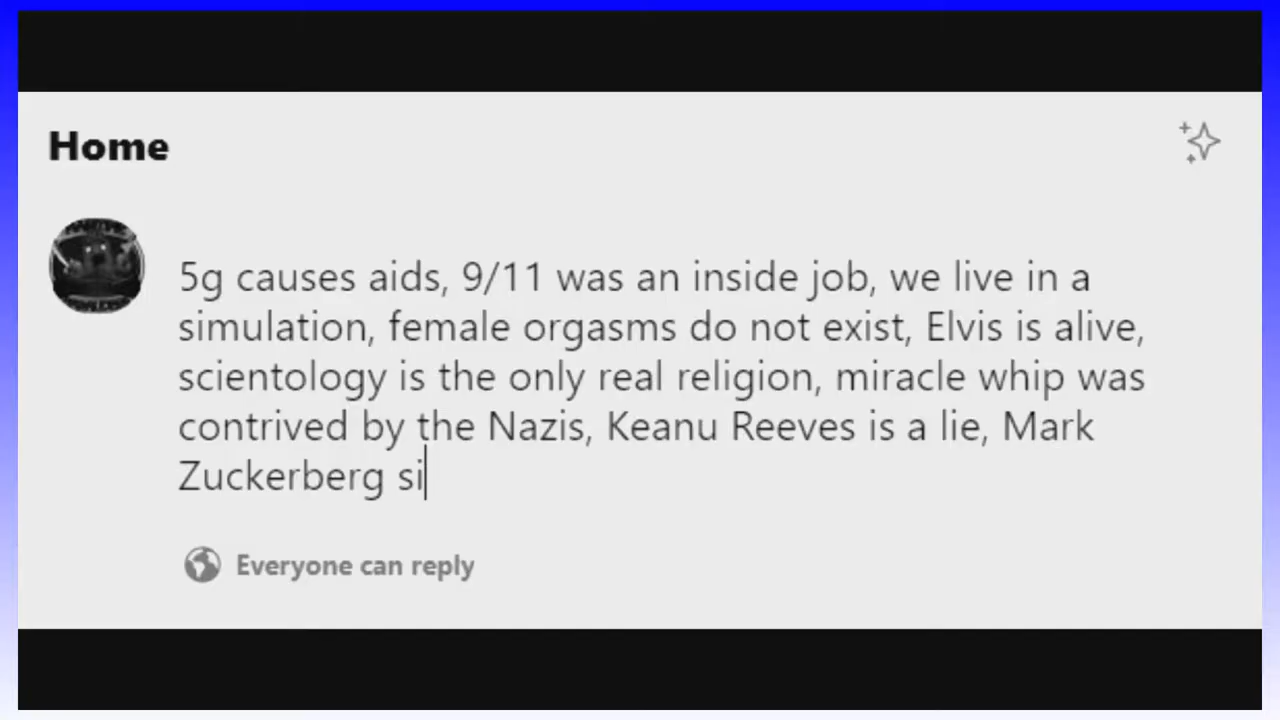 Home
5g causes aids, 9/11 was an inside job, we live in a
simulation, female orgasms do not exist, Elvis is alive,
scientology is the only real religion, miracle whip was
contrived by the Nazis, Keanu Reeves is a lie, Mark
Zuckerberg si
Everyone can reply